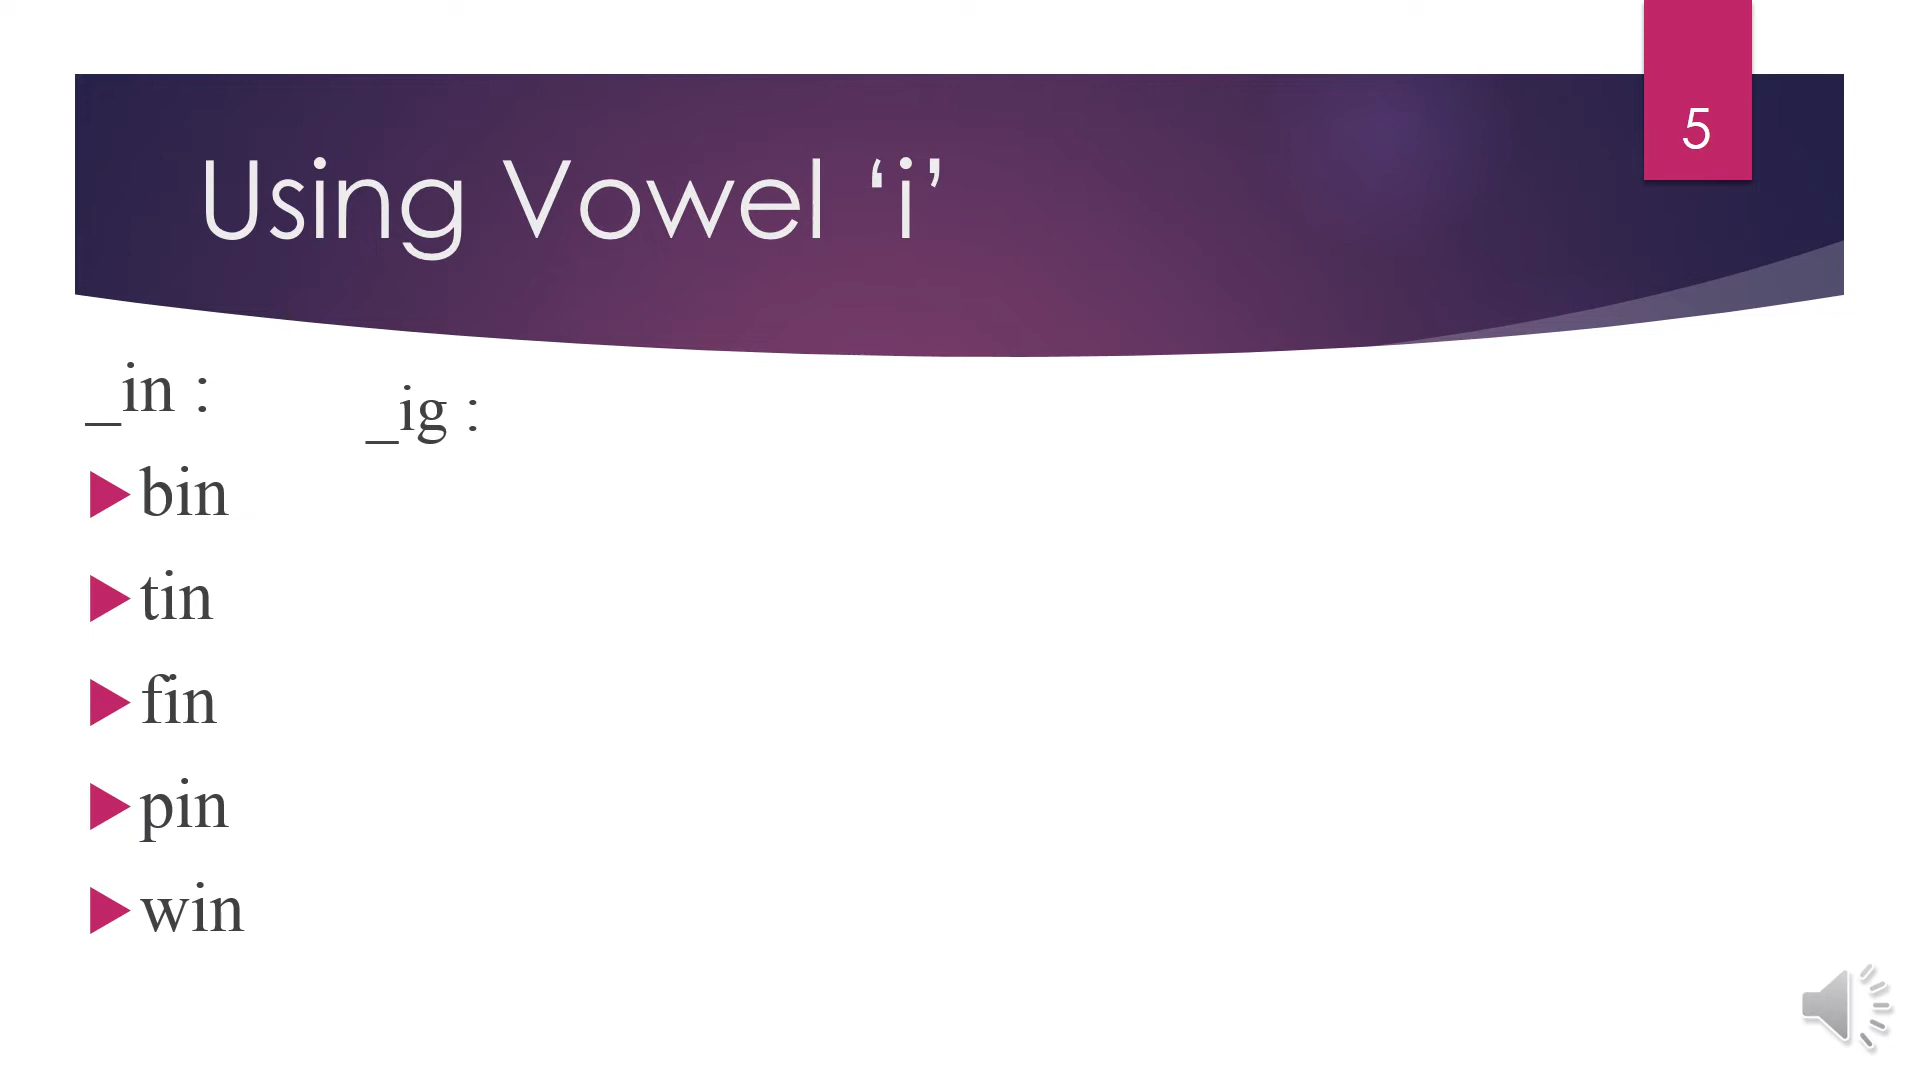 5
Using Vowel ‘i’
_in :
bin
tin
fin
pin
win
_ig :